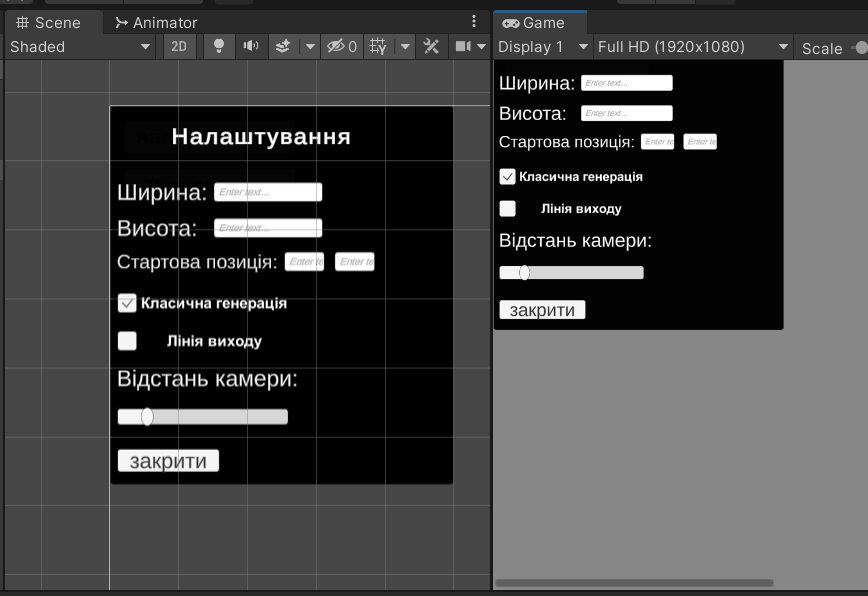 Scene Animator Game
Shaded 2D 0 Display 1 Full HD (1920x1080) Scale
Налаштування
Ширина: Enter text...
Висота: Enter text...
Стартова позиція: Enter te Enter te
Класична генерація
Лінія виходу
Відстань камери:
закрити
Ширина: Enter text...
Висота: Enter text...
Стартова позиція: Enter te Enter te
Класична генерація
Лінія виходу
Відстань камери:
закрити